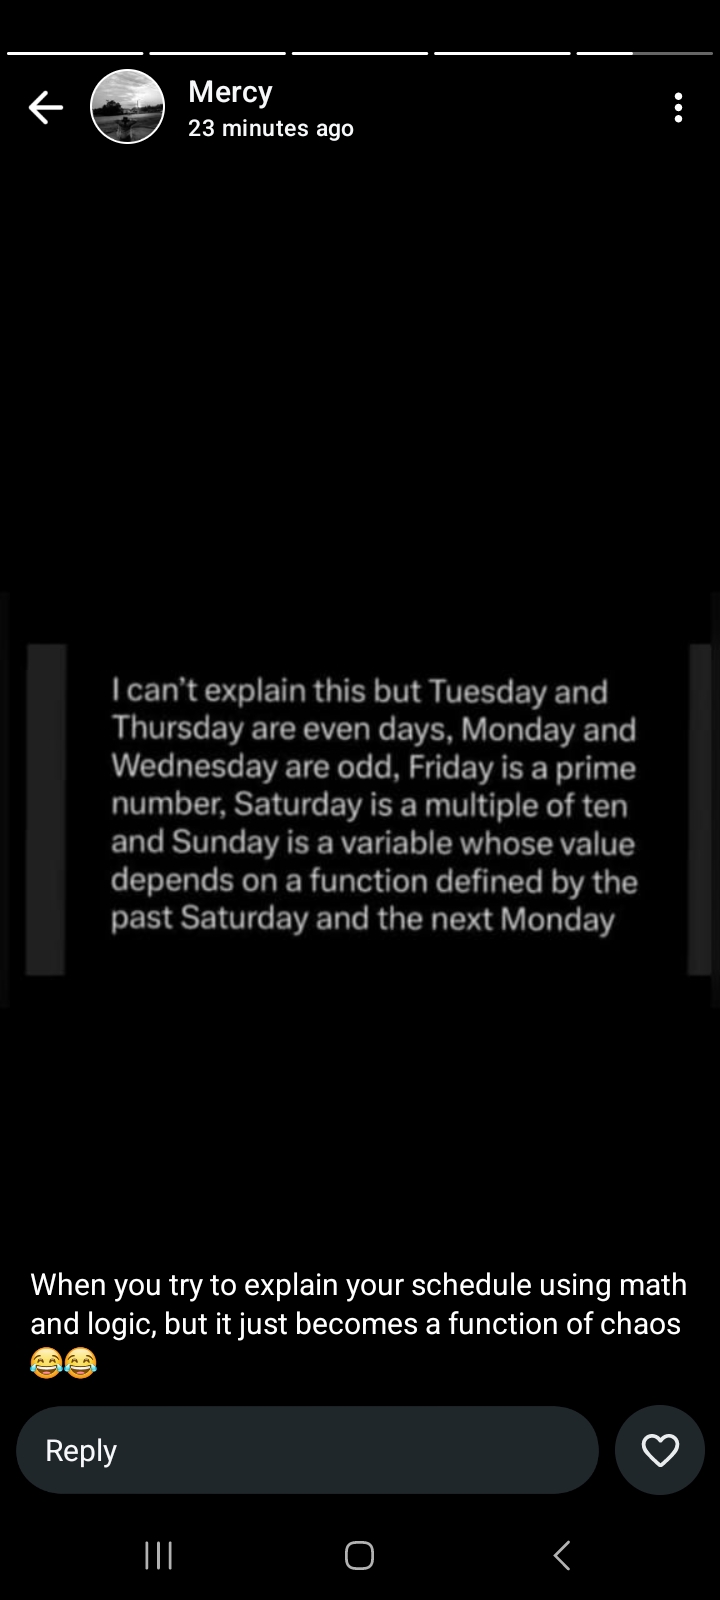 Mercy
23 minutes ago
I can't explain this but Tuesday and
Thursday are even days, Monday and
Wednesday are odd, Friday is a prime
number, Saturday is a multiple of ten
and Sunday is a variable whose value
depends on a function defined by the
past Saturday and the next Monday
When you try to explain your schedule using math
and logic, but it just becomes a function of chaos
😂😂
Reply